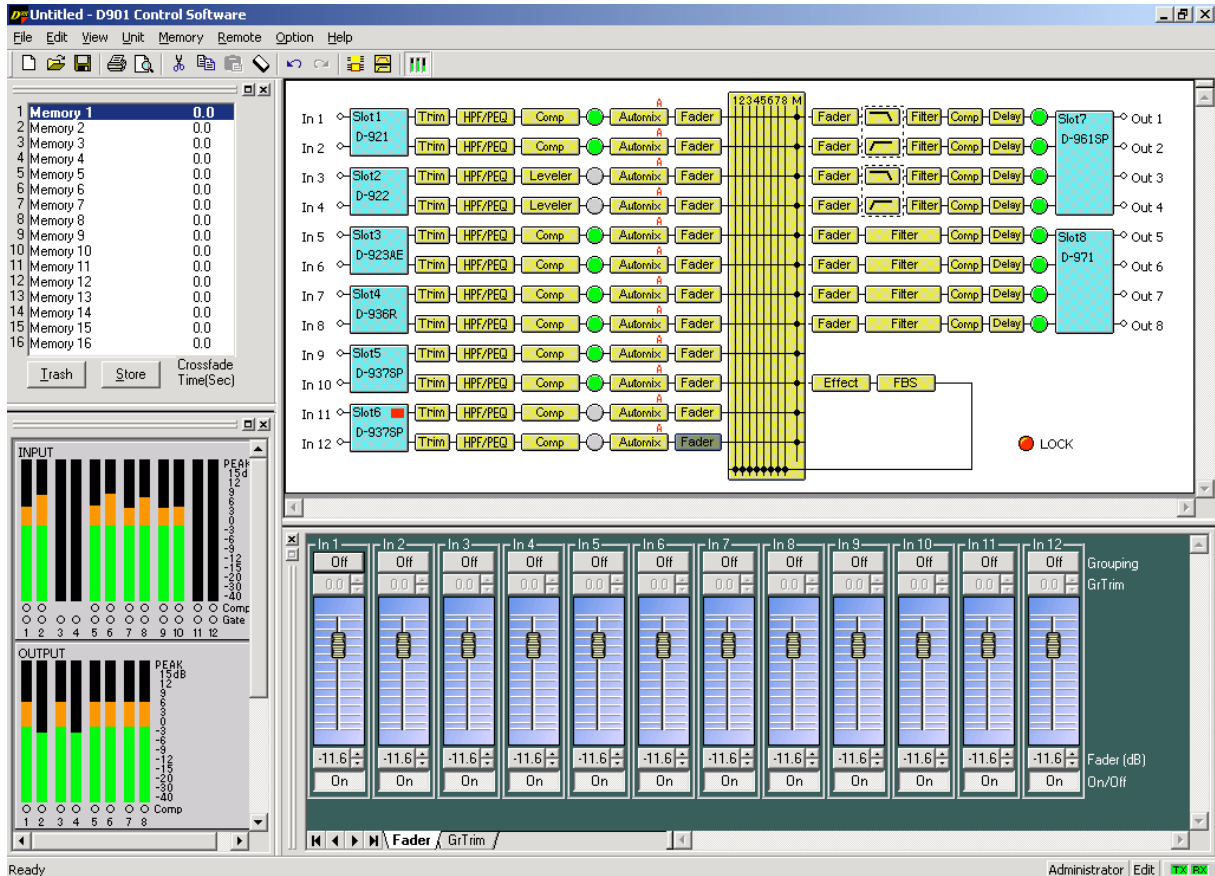 Untitled - D901 Control Software
File Edit View Unit Memory Remote Option Help
1 Memory 1 0.0
2 Memory 2 0.0
3 Memory 3 0.0
4 Memory 4 0.0
5 Memory 5 0.0
6 Memory 6 0.0
7 Memory 7 0.0
8 Memory 8 0.0
9 Memory 9 0.0
10 Memory 10 0.0
11 Memory 11 0.0
12 Memory 12 0.0
13 Memory 13 0.0
14 Memory 14 0.0
15 Memory 15 0.0
16 Memory 16 0.0
Trash Store Crossfade
Time(Sec)
INPUT
PEAK
15d
12
9
6
3
0
-3
-6
-9
-12
-15
-20
-30
-40
Comp
Gate
1 2 3 4 5 6 7 8 9 10 11 12
OUTPUT
PEAK
15dB
12
9
6
3
0
-3
-6
-9
-12
-15
-20
-30
-40
Comp
1 2 3 4 5 6 7 8
12345678 M
A
In 1 Slot1 Trim HPF/PEQ Comp Automix Fader Fader Filter Comp Delay Slot7 Out 1
D-921 D-961SP
A
In 2 Trim HPF/PEQ Comp Automix Fader Fader Filter Comp Delay Out 2
A
In 3 Slot2 Trim HPF/PEQ Leveler Automix Fader Fader Filter Comp Delay Out 3
D-922
A
In 4 Trim HPF/PEQ Leveler Automix Fader Fader Filter Comp Delay Out 4
A
In 5 Slot3 Trim HPF/PEQ Comp Automix Fader Fader Filter Comp Delay Slot8 Out 5
D-923AE D-971
A
In 6 Trim HPF/PEQ Comp Automix Fader Fader Filter Comp Delay Out 6
A
In 7 Slot4 Trim HPF/PEQ Comp Automix Fader Fader Filter Comp Delay Out 7
D-936R
A
In 8 Trim HPF/PEQ Comp Automix Fader Fader Filter Comp Delay Out 8
A
In 9 Slot5 Trim HPF/PEQ Comp Automix Fader
D-937SP
A
In 10 Trim HPF/PEQ Comp Automix Fader Effect FBS
A
In 11 Slot6 Trim HPF/PEQ Comp Automix Fader
D-937SP
A
In 12 Trim HPF/PEQ Comp Automix Fader LOCK
In 1 In 2 In 3 In 4 In 5 In 6 In 7 In 8 In 9 In 10 In 11 In 12
Off Off Off Off Off Off Off Off Off Off Off Off Grouping
0.0 0.0 0.0 0.0 0.0 0.0 0.0 0.0 0.0 0.0 0.0 0.0 GrTrim
-11.6 -11.6 -11.6 -11.6 -11.6 -11.6 -11.6 -11.6 -11.6 -11.6 -11.6 -11.6 Fader (dB)
On On On On On On On On On On On On On/Off
Fader GrTrim
Ready Administrator Edit TX RX